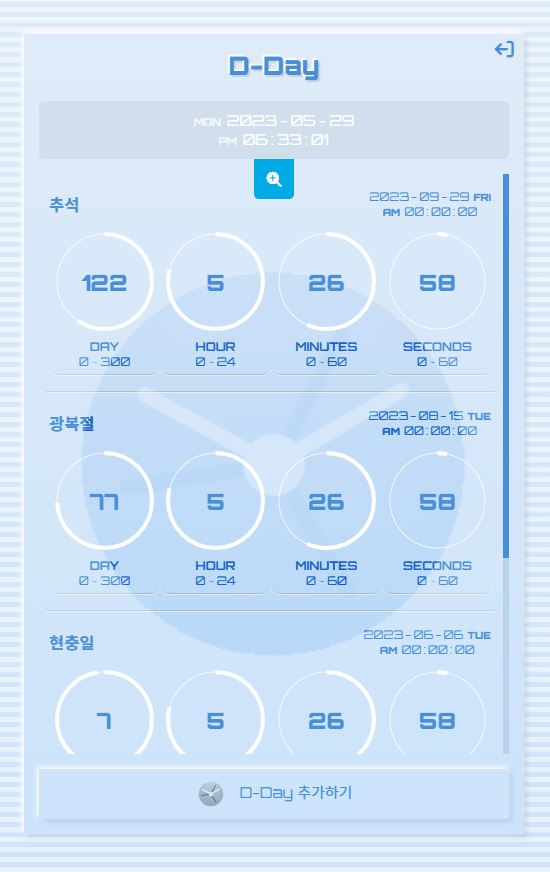 D-Day
MON 2023-05-29
PM 06:33:01
추석
2023-09-29 FRI
AM 00:00:00
122 5 26 58
DAY HOUR MINUTES SECONDS
0 - 300 0 - 24 0 - 60 0 - 60
광복절
2023-08-15 TUE
AM 00:00:00
77 5 26 58
DAY HOUR MINUTES SECONDS
0 - 300 0 - 24 0 - 60 0 - 60
현충일
2023-06-06 TUE
AM 00:00:00
7 5 26 58
D-Day 추가하기